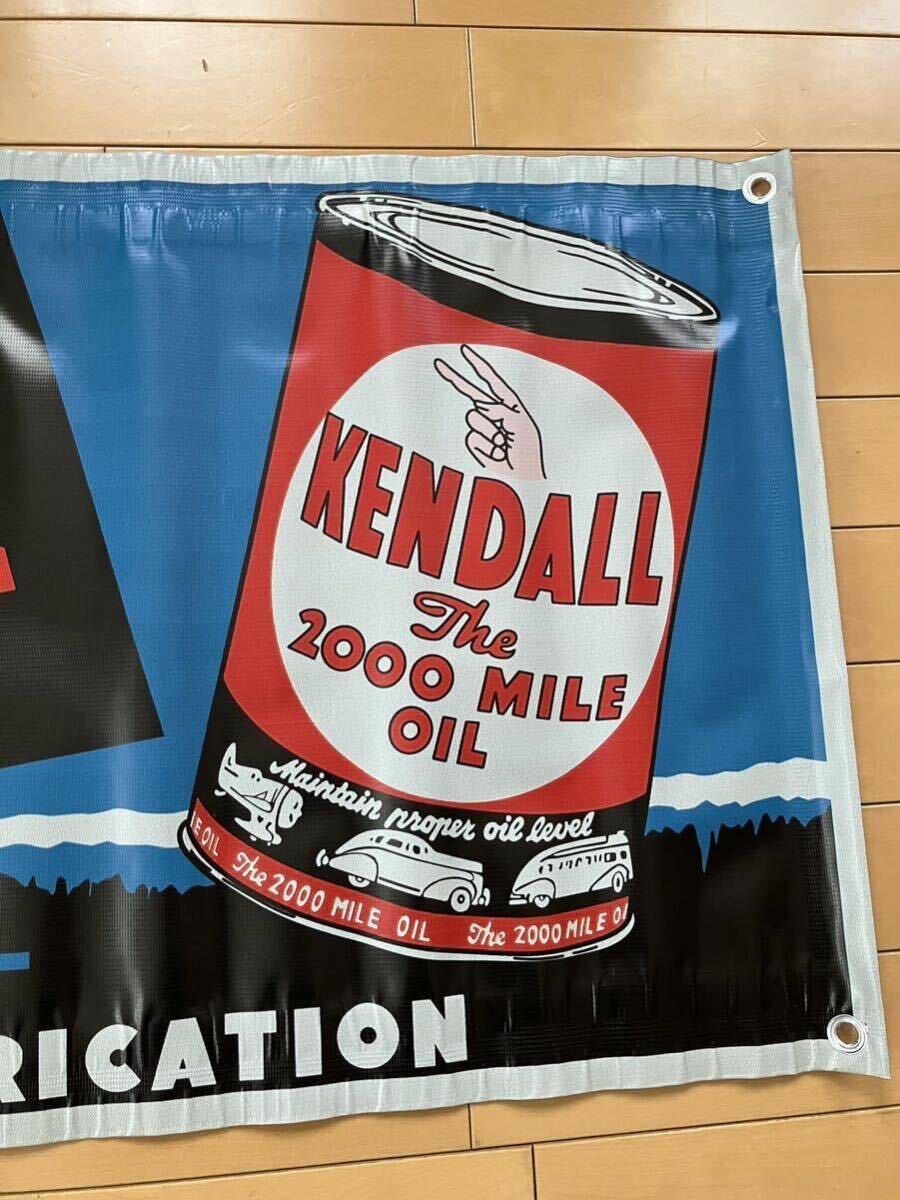 KENDALL
The
2000 MILE
OIL
Maintain proper oil level
E OIL The 2000 MILE OIL The 2000 MILE O
RICATION